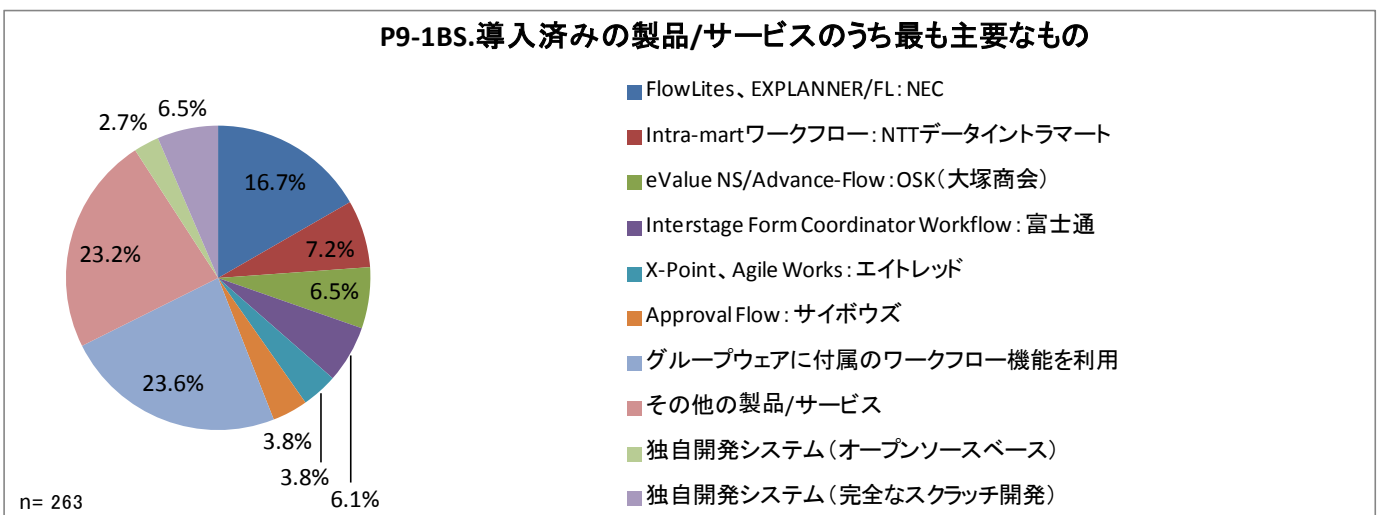 P9-1BS.導入済みの製品/サービスのうち最も主要なもの
6.5%
2.7%
16.7%
7.2%
6.5%
23.2%
23.6%
3.8%
3.8%
6.1%
n= 263
FlowLites、EXPLANNER/FL:NEC
Intra-martワークフロー:NTTデータイントラマート
eValue NS/Advance-Flow:OSK(大塚商会)
Interstage Form Coordinator Workflow:富士通
X-Point、Agile Works:エイトレッド
Approval Flow:サイボウズ
グループウェアに付属のワークフロー機能を利用
その他の製品/サービス
独自開発システム(オープンソースベース)
独自開発システム(完全なスクラッチ開発)